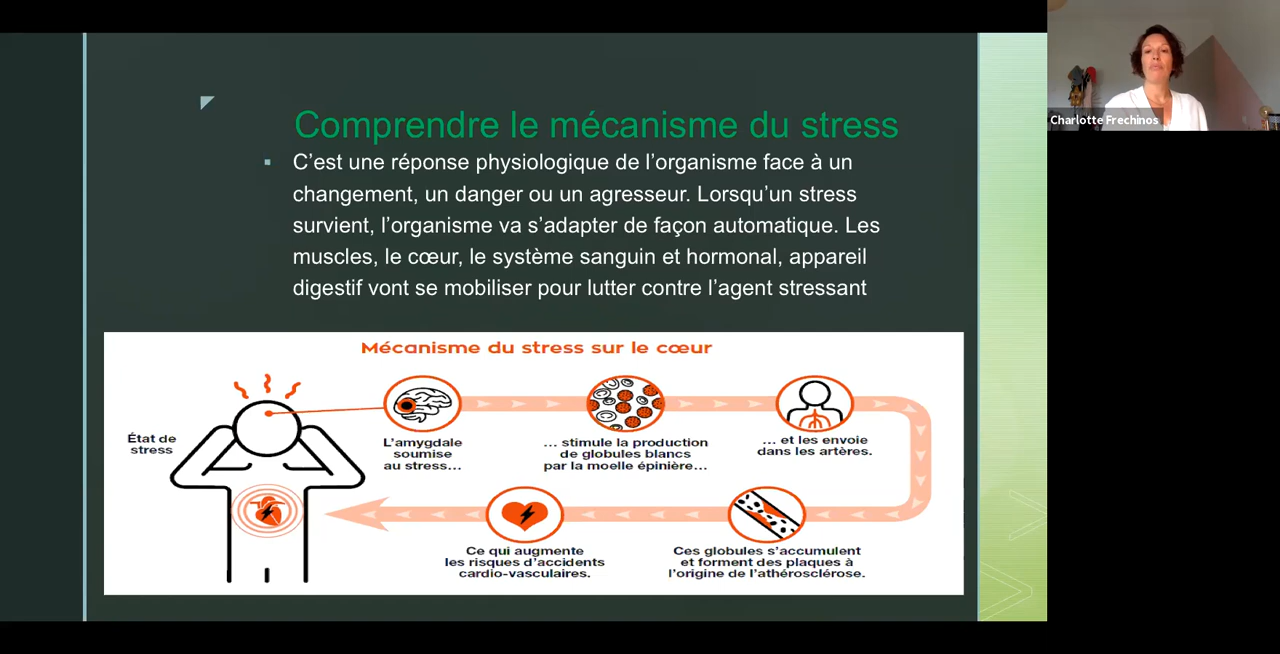 Comprendre le mécanisme du stress
▪ C’est une réponse physiologique de l’organisme face à un
changement, un danger ou un agresseur. Lorsqu’un stress
survient, l’organisme va s’adapter de façon automatique. Les
muscles, le cœur, le système sanguin et hormonal, appareil
digestif vont se mobiliser pour lutter contre l’agent stressant
Mécanisme du stress sur le cœur
État de
stress
L’amygdale
soumise
au stress...
... stimule la production
de globules blancs
par la moelle épinière...
... et les envoie
dans les artères.
Ces globules s’accumulent
et forment des plaques à
l’origine de l’athérosclérose.
Ce qui augmente
les risques d’accidents
cardio-vasculaires.
Charlotte Frechinos